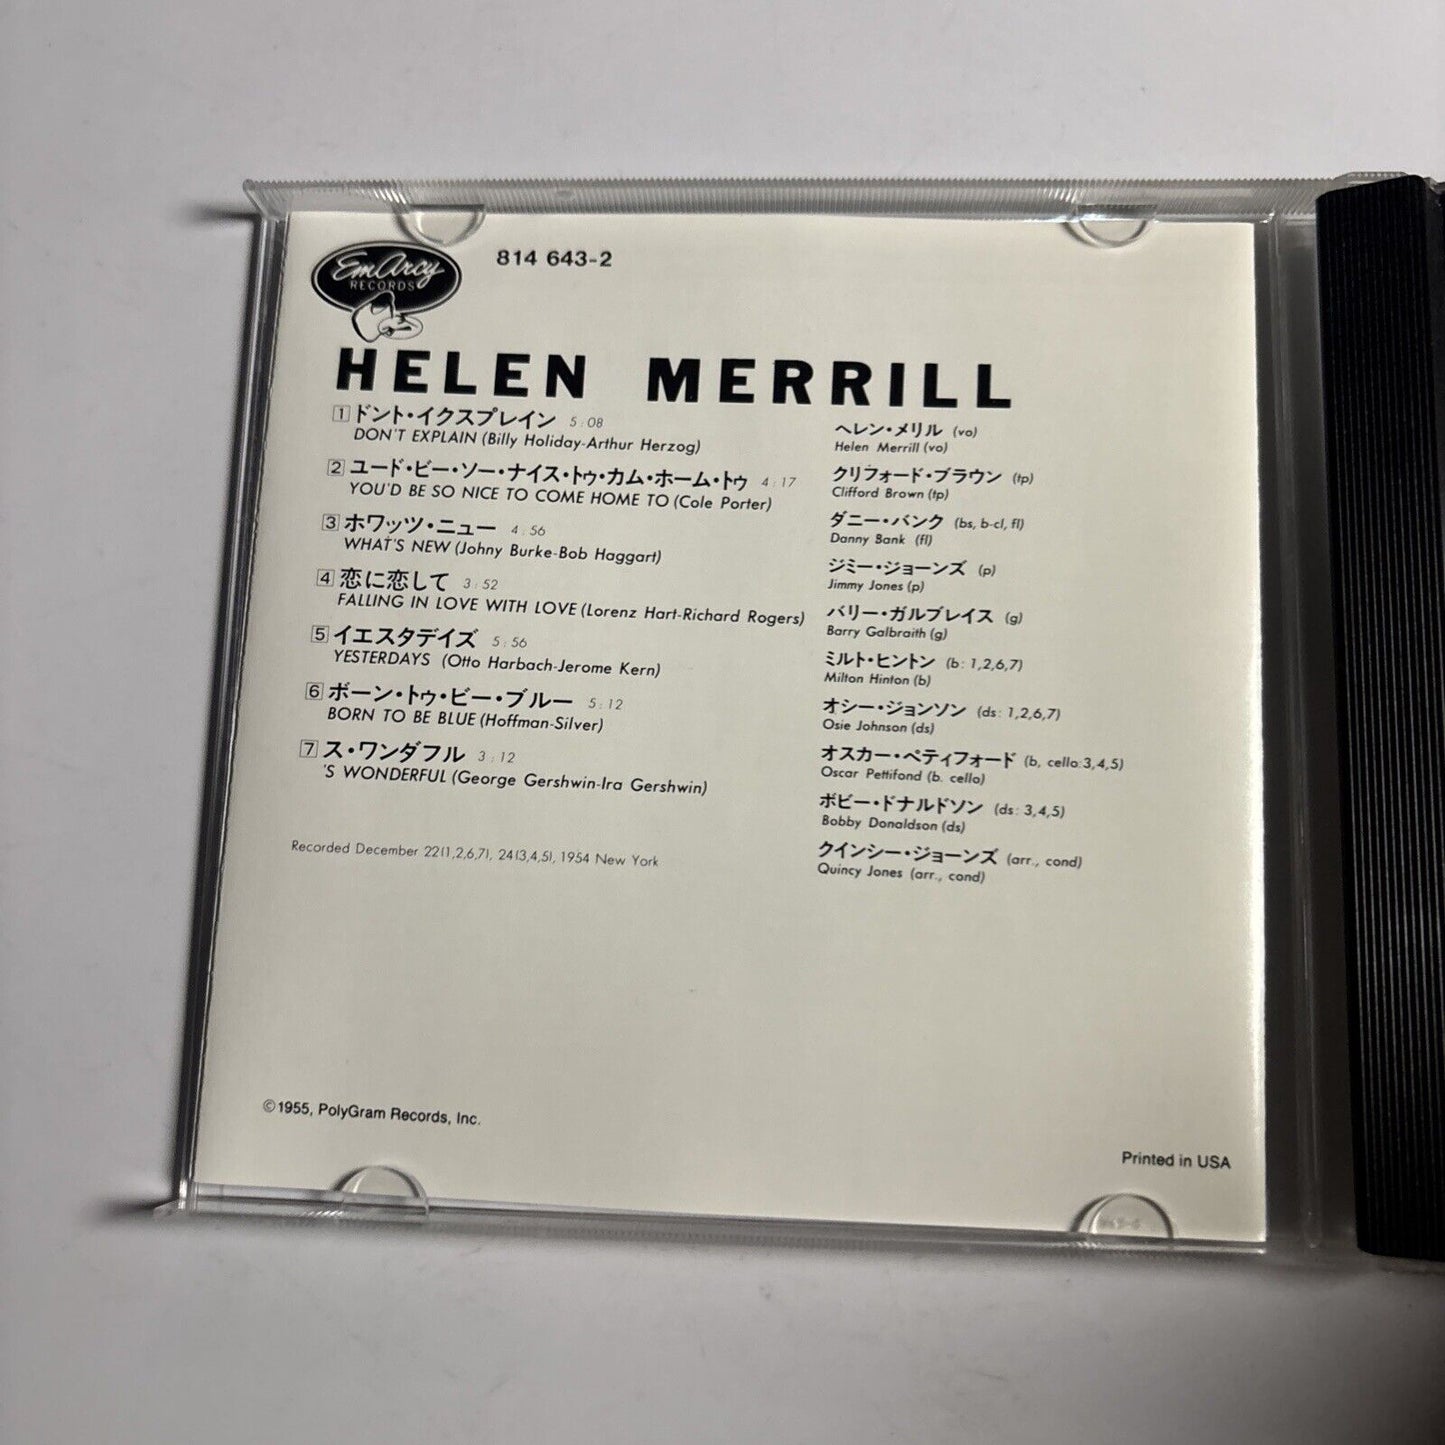 EmArcy
RECORDS
814 643-2
HELEN MERRILL
1 ドント・イクスプレイン 5:08
DON'T EXPLAIN (Billy Holiday-Arthur Herzog)
2 ユード・ビー・ソー・ナイス・トゥ・カム・ホーム・トゥ 4:17
YOU'D BE SO NICE TO COME HOME TO (Cole Porter)
3 ホワッツ・ニュー 4:56
WHAT'S NEW (Johny Burke-Bob Haggart)
4 恋に恋して 3:52
FALLING IN LOVE WITH LOVE (Lorenz Hart-Richard Rogers)
5 イエスタデイズ 5:56
YESTERDAYS (Otto Harbach-Jerome Kern)
6 ボーン・トゥ・ビー・ブルー 5:12
BORN TO BE BLUE (Hoffman-Silver)
7 ス・ワンダフル 3:12
'S WONDERFUL (George Gershwin-Ira Gershwin)
Recorded December 22(1,2,6,7), 24(3,4,5), 1954 New York
ヘレン・メリル (vo)
Helen Merrill (vo)
クリフォード・ブラウン (tp)
Clifford Brown (tp)
ダニー・バンク (bs, b-cl, fl)
Danny Bank (fl)
ジミー・ジョーンズ (p)
Jimmy Jones (p)
バリー・ガルブレイス (g)
Barry Galbraith (g)
ミルト・ヒントン (b: 1,2,6,7)
Milton Hinton (b)
オシー・ジョンソン (ds: 1,2,6,7)
Osie Johnson (ds)
オスカー・ペティフォード (b, cello: 3,4,5)
Oscar Pettifond (b. cello)
ボビー・ドナルドソン (ds: 3,4,5)
Bobby Donaldson (ds)
クインシー・ジョーンズ (arr., cond)
Quincy Jones (arr., cond)
©1955, PolyGram Records, Inc.
Printed in USA